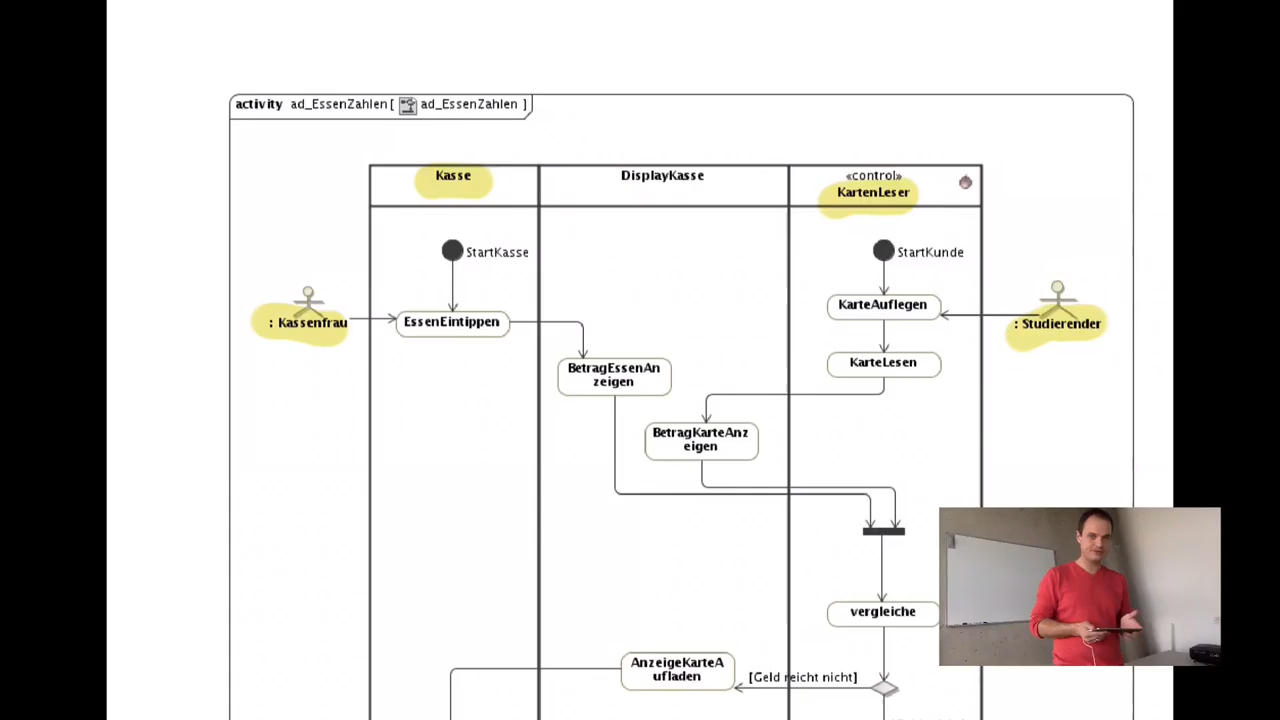 activity ad_EssenZahlen[ ad_EssenZahlen ]
Kasse
DisplayKasse
«control»
KartenLeser
StartKasse
StartKunde
: Kassenfrau
EssenEintippen
KarteAuflegen
: Studierender
BetragEssenAn
zeigen
KarteLesen
BetragKarteAnz
eigen
vergleiche
AnzeigeKarteA
ufladen
[Geld reicht nicht]